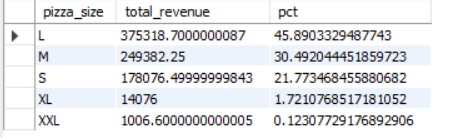 pizza_size total_revenue pct
L 375318.7000000087 45.8903329487743
M 249382.25 30.492044451859723
S 178076.49999999843 21.773468455880682
XL 14076 1.7210768517181052
XXL 1006.6000000000005 0.12307729176892906